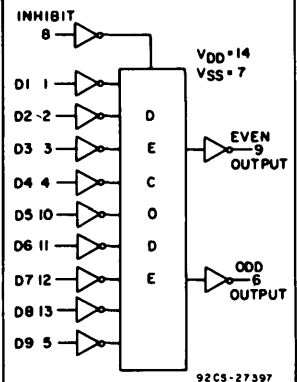 INHIBIT
8
VDD=14
VSS=7
D1 1
D2 -2
D3 3
D4 4
D5 10
D6 11
D7 12
D8 13
D9 5
D
E
C
O
D
E
EVEN
9
OUTPUT
ODD
6
OUTPUT
92CS-27397